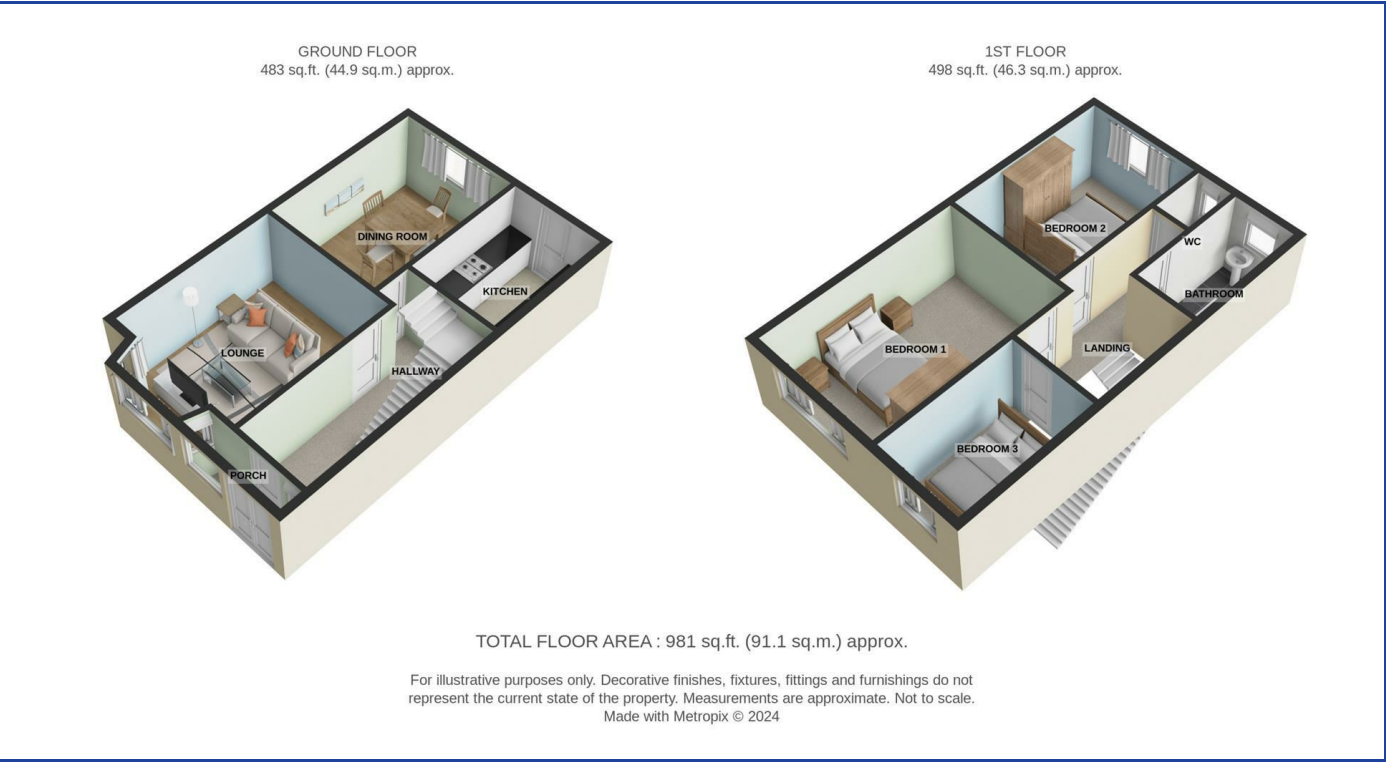 GROUND FLOOR
483 sq.ft. (44.9 sq.m.) approx.
DINING ROOM
KITCHEN
LOUNGE
HALLWAY
PORCH
1ST FLOOR
498 sq.ft. (46.3 sq.m.) approx.
BEDROOM 2
WC
BATHROOM
BEDROOM 1
LANDING
BEDROOM 3
TOTAL FLOOR AREA : 981 sq.ft. (91.1 sq.m.) approx.
For illustrative purposes only. Decorative finishes, fixtures, fittings and furnishings do not
represent the current state of the property. Measurements are approximate. Not to scale.
Made with Metropix © 2024